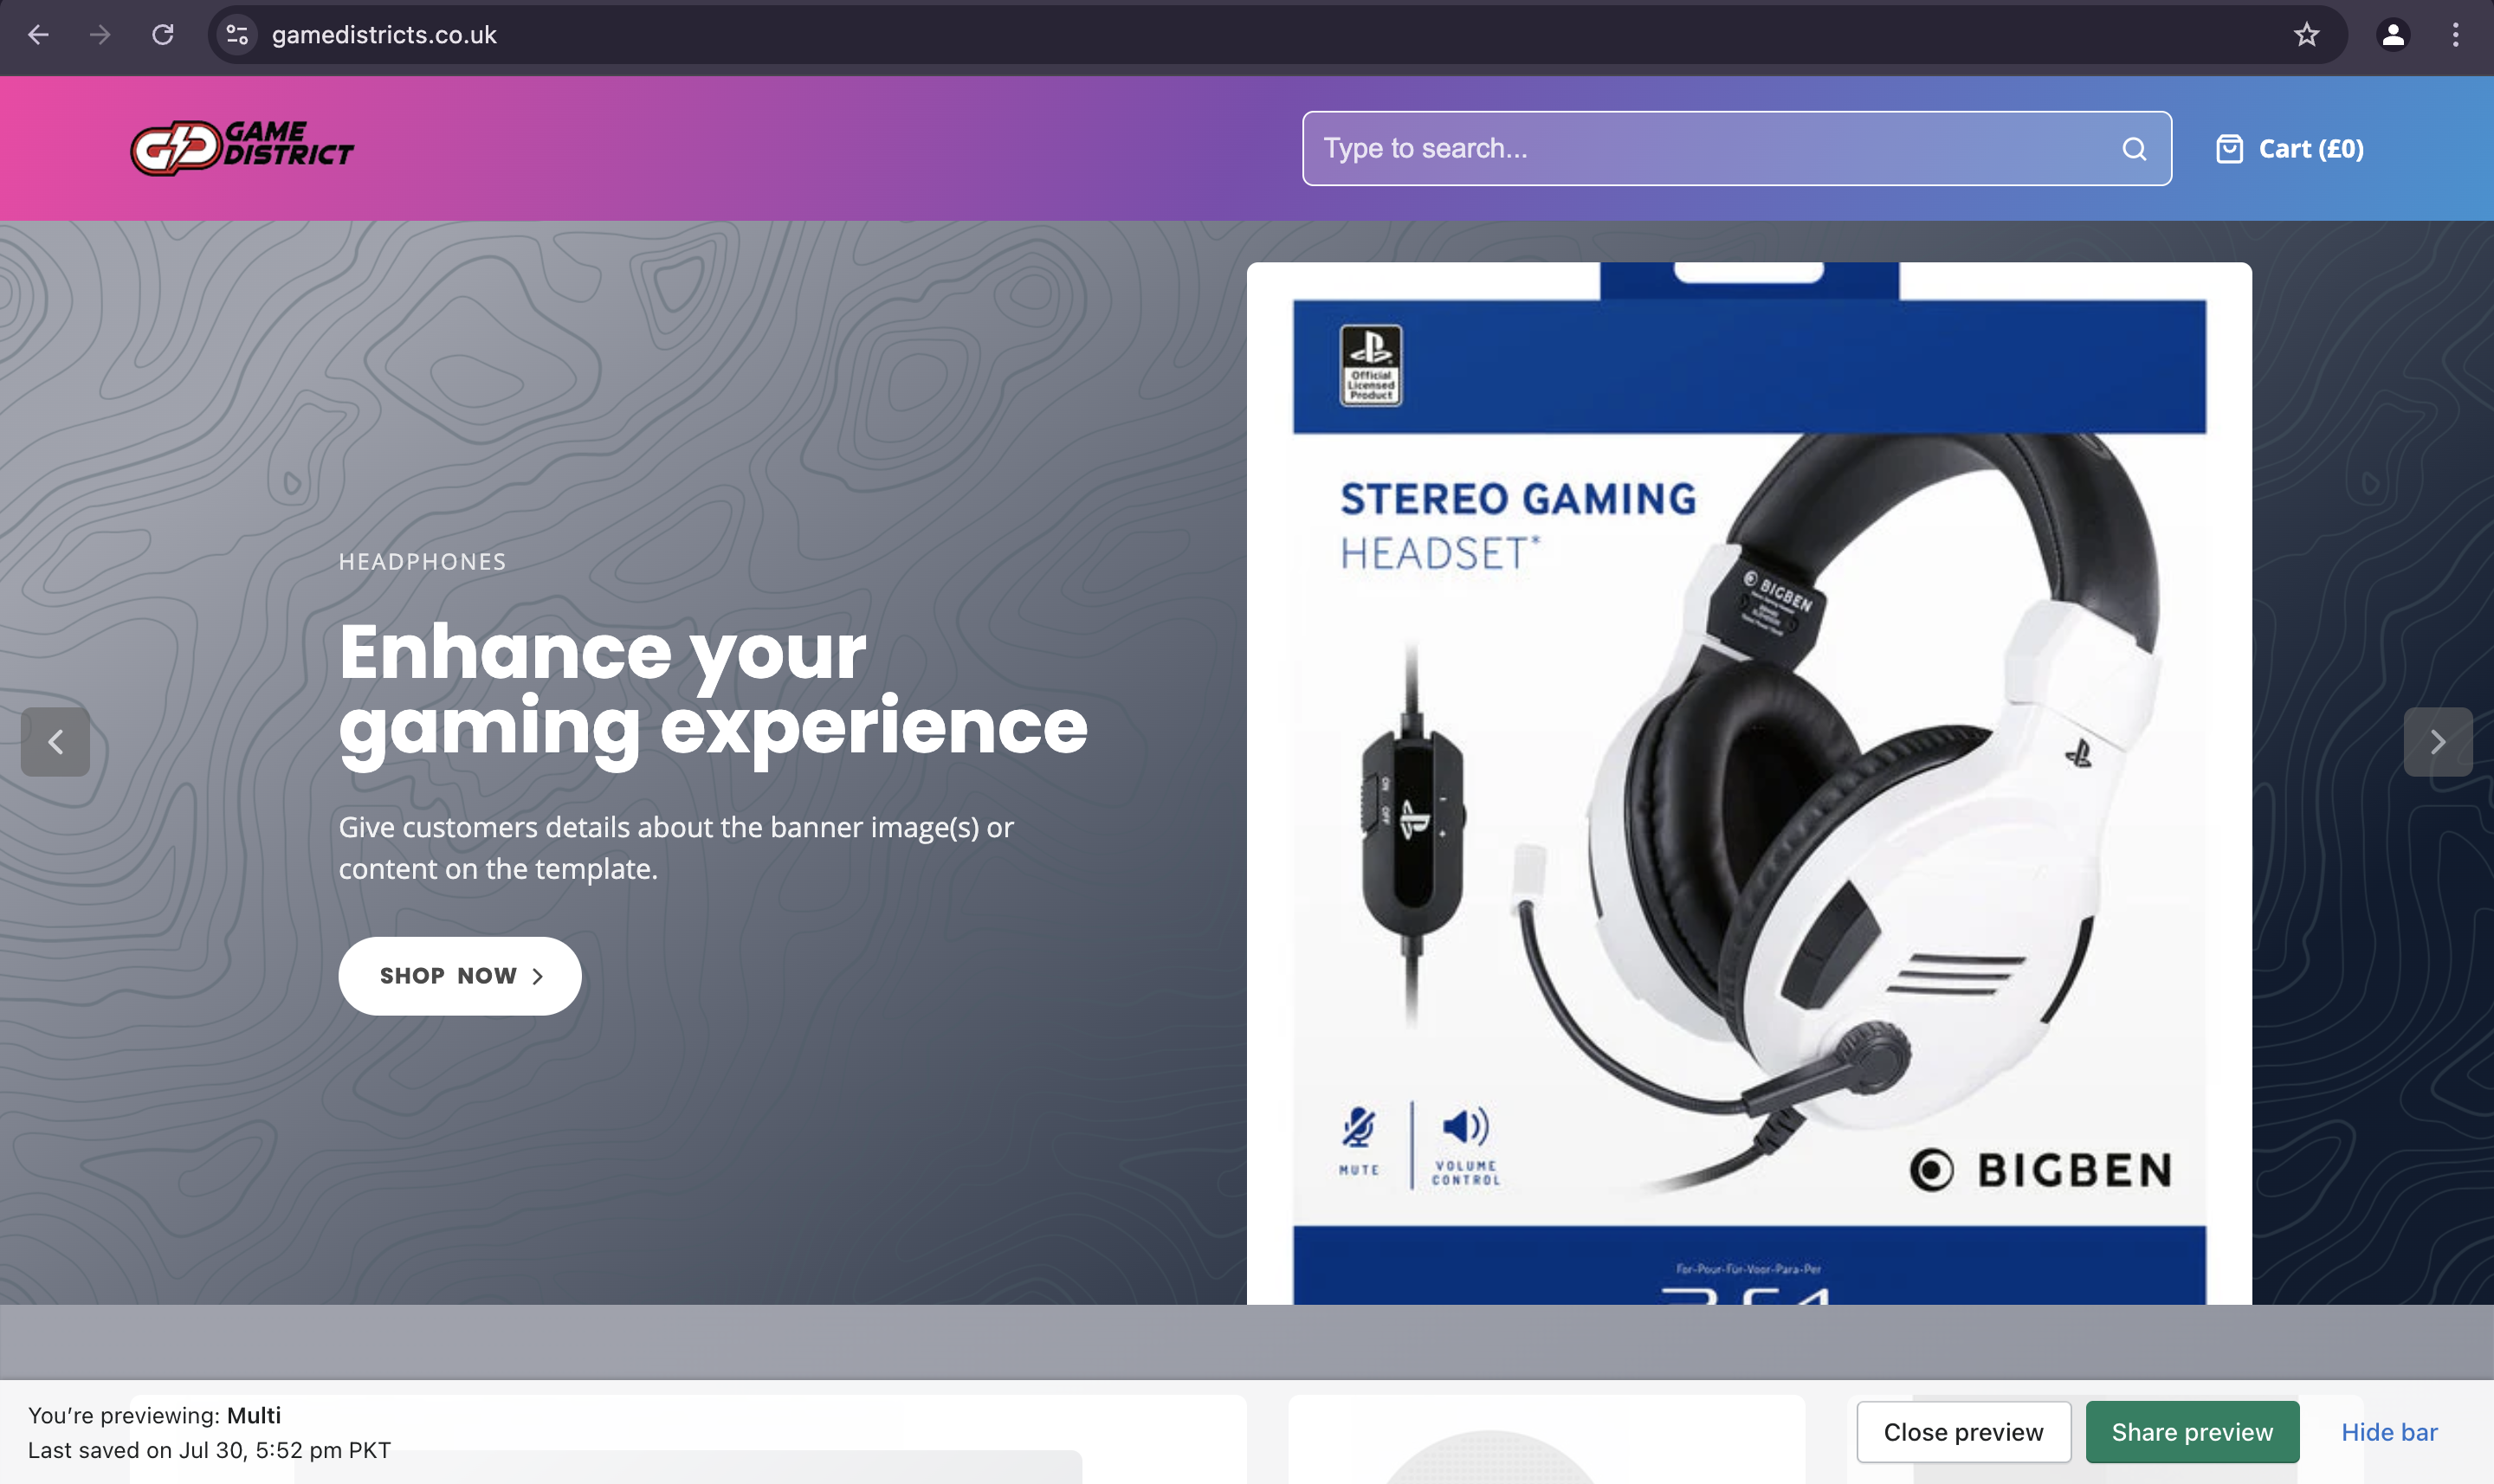 gamedistricts.co.uk
GAME
DISTRICT
Type to search...
Cart (£0)
HEADPHONES
Enhance your
gaming experience
Give customers details about the banner image(s) or
content on the template.
SHOP NOW
Official
Licensed
Product
STEREO GAMING
HEADSET*
BIGBEN
ON OFF
MUTE
VOLUME
CONTROL
BIGBEN
For-Pour-Für-Voor-Para-Per
PS4
You're previewing: Multi
Last saved on Jul 30, 5:52 pm PKT
Close preview
Share preview
Hide bar